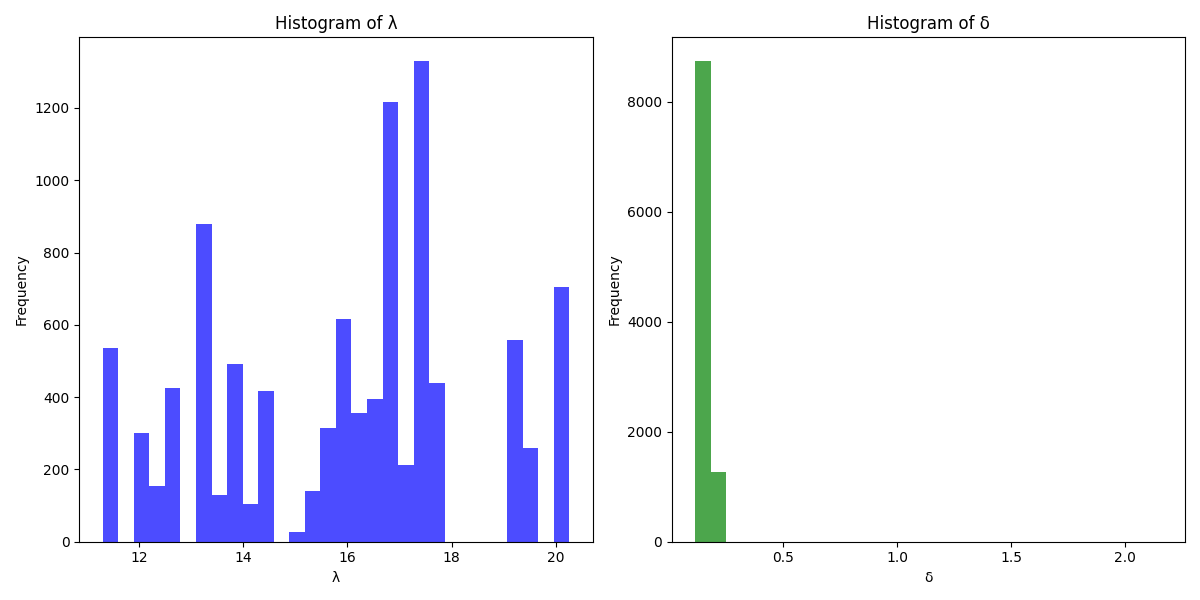 Histogram of λ
Frequency
1200
1000
800
600
400
200
0
12 14 16 18 20
λ
Histogram of δ
Frequency
8000
6000
4000
2000
0
0.5 1.0 1.5 2.0
δ